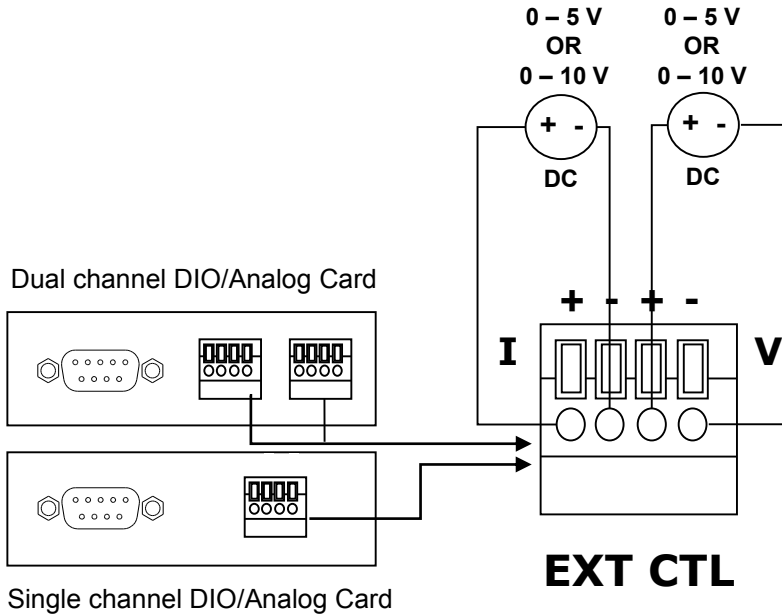 0 – 5 V
OR
0 – 10 V
+ -
DC
0 – 5 V
OR
0 – 10 V
+ -
DC
Dual channel DIO/Analog Card
+ - + -
I V
EXT CTL
Single channel DIO/Analog Card